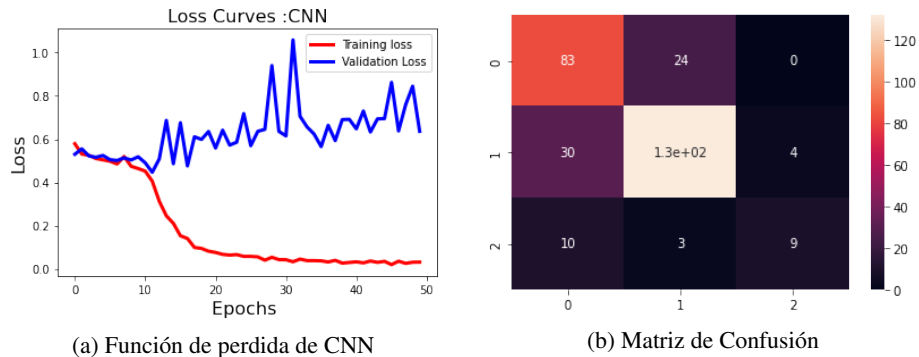 Loss Curves :CNN
Training loss
Validation Loss
1.0
0.8
0.6
0.4
0.2
0.0
Loss
0 10 20 30 40 50
Epochs
(a) Función de perdida de CNN
83 24 0
30 1.3e+02 4
10 3 9
0
1
2
0 1 2
120
100
80
60
40
20
0
(b) Matriz de Confusión